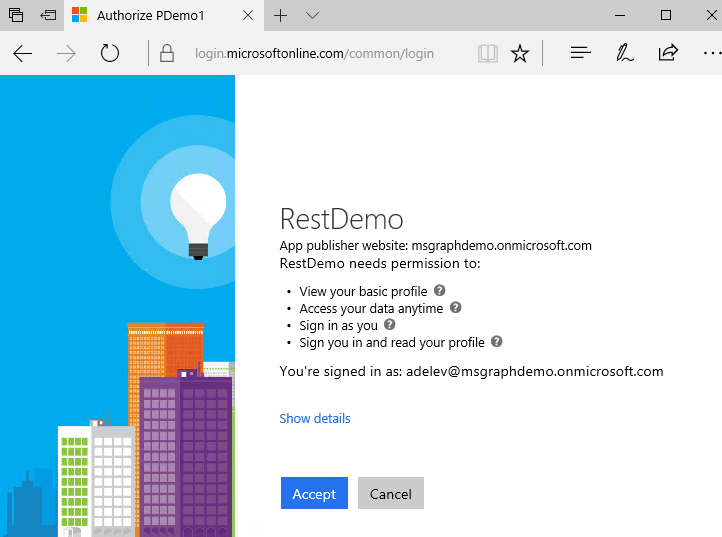 Authorize PDemo1
login.microsoftonline.com/common/login
RestDemo
App publisher website: msgraphdemo.onmicrosoft.com
RestDemo needs permission to:
• View your basic profile ?
• Access your data anytime ?
• Sign in as you ?
• Sign you in and read your profile ?
You're signed in as: adelev@msgraphdemo.onmicrosoft.com
Show details
Accept
Cancel